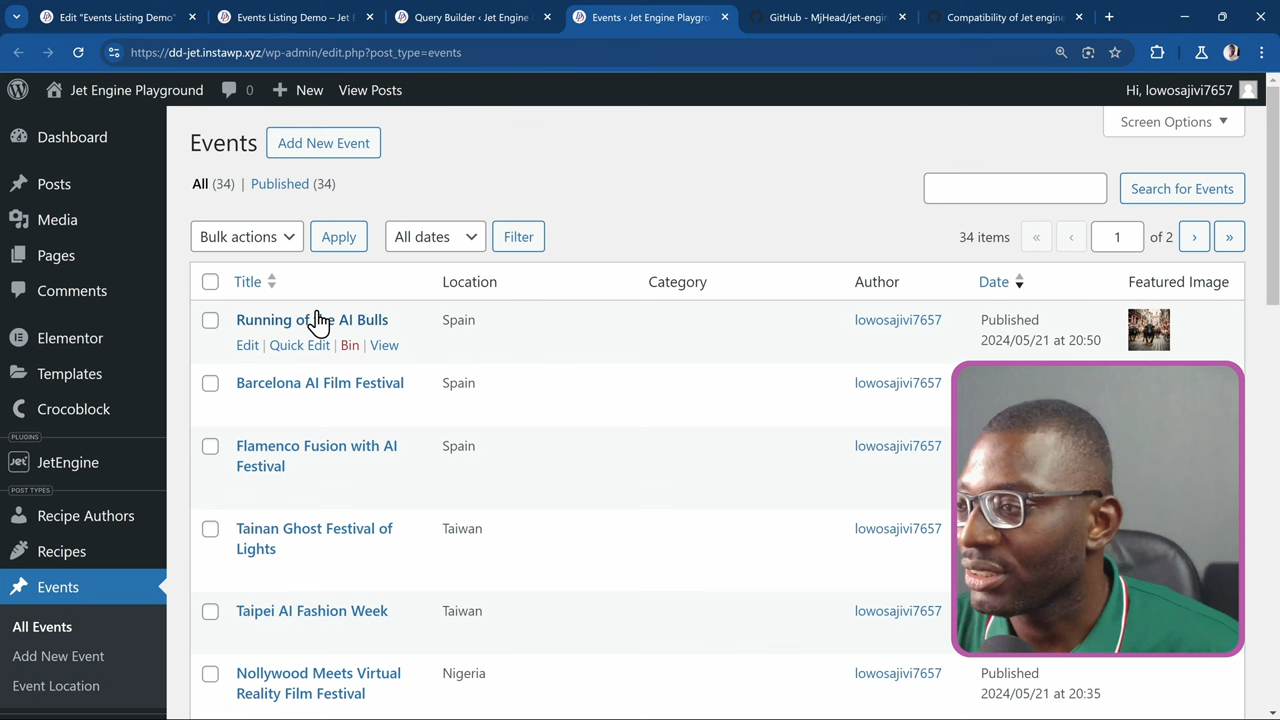 Edit "Events Listing Demo"
Events Listing Demo – Jet E
Query Builder ‹ Jet Engine
Events ‹ Jet Engine Playgro
GitHub - MjHead/jet-engin
Compatibility of Jet engine
https://dd-jet.instawp.xyz/wp-admin/edit.php?post_type=events
Jet Engine Playground
0
New
View Posts
Hi, lowosajivi7657
Dashboard
Posts
Media
Pages
Comments
Elementor
Templates
Crocoblock
PLUGINS
Jet
JetEngine
POST TYPES
Recipe Authors
Recipes
Events
All Events
Add New Event
Event Location
Screen Options
Events
Add New Event
All (34) | Published (34)
Search for Events
Bulk actions
Apply
All dates
Filter
34 items
«
‹
1
of 2
›
»
Title
Location
Category
Author
Date
Featured Image
Running of the AI Bulls
Edit | Quick Edit | Bin | View
Spain
lowosajivi7657
Published
2024/05/21 at 20:50
Barcelona AI Film Festival
Spain
lowosajivi7657
Flamenco Fusion with AI
Festival
Spain
lowosajivi7657
Tainan Ghost Festival of
Lights
Taiwan
lowosajivi7657
Taipei AI Fashion Week
Taiwan
lowosajivi7657
Nollywood Meets Virtual
Reality Film Festival
Nigeria
lowosajivi7657
Published
2024/05/21 at 20:35